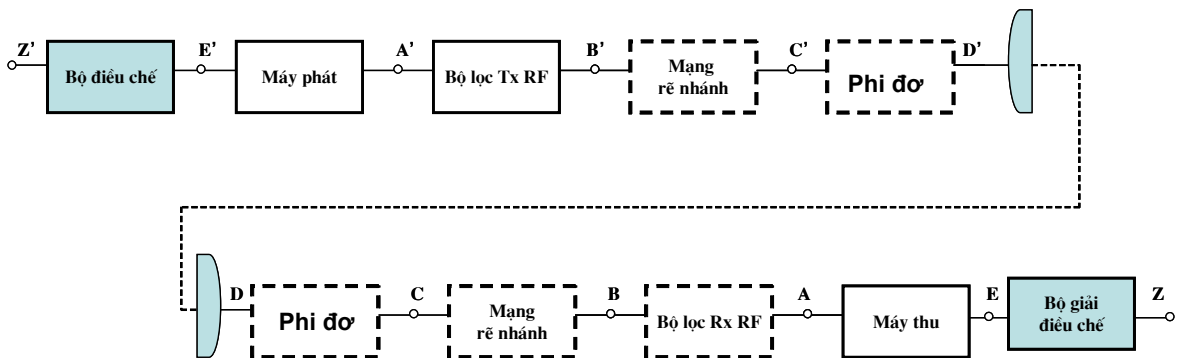 Z' Bộ điều chế E' Máy phát A' Bộ lọc Tx RF B' Mạng
rẽ nhánh C' Phi đơ D'
D Phi đơ C Mạng
rẽ nhánh B Bộ lọc Rx RF A Máy thu E Bộ giải
điều chế Z